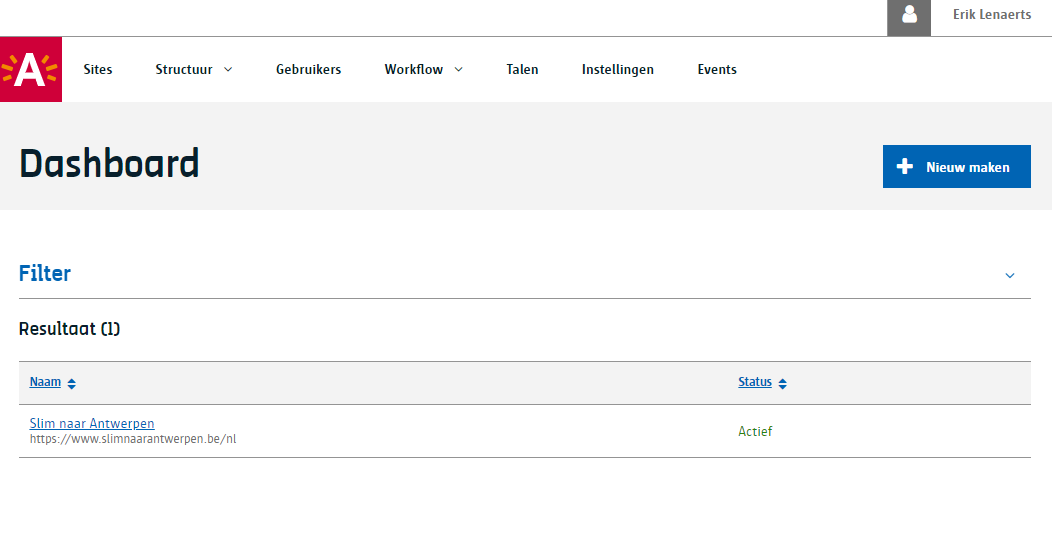 Erik Lenaerts
A
Sites Structuur Gebruikers Workflow Talen Instellingen Events
Dashboard
Nieuw maken
Filter
Resultaat (1)
Naam Status
Slim naar Antwerpen
https://www.slimnaarantwerpen.be/nl
Actief